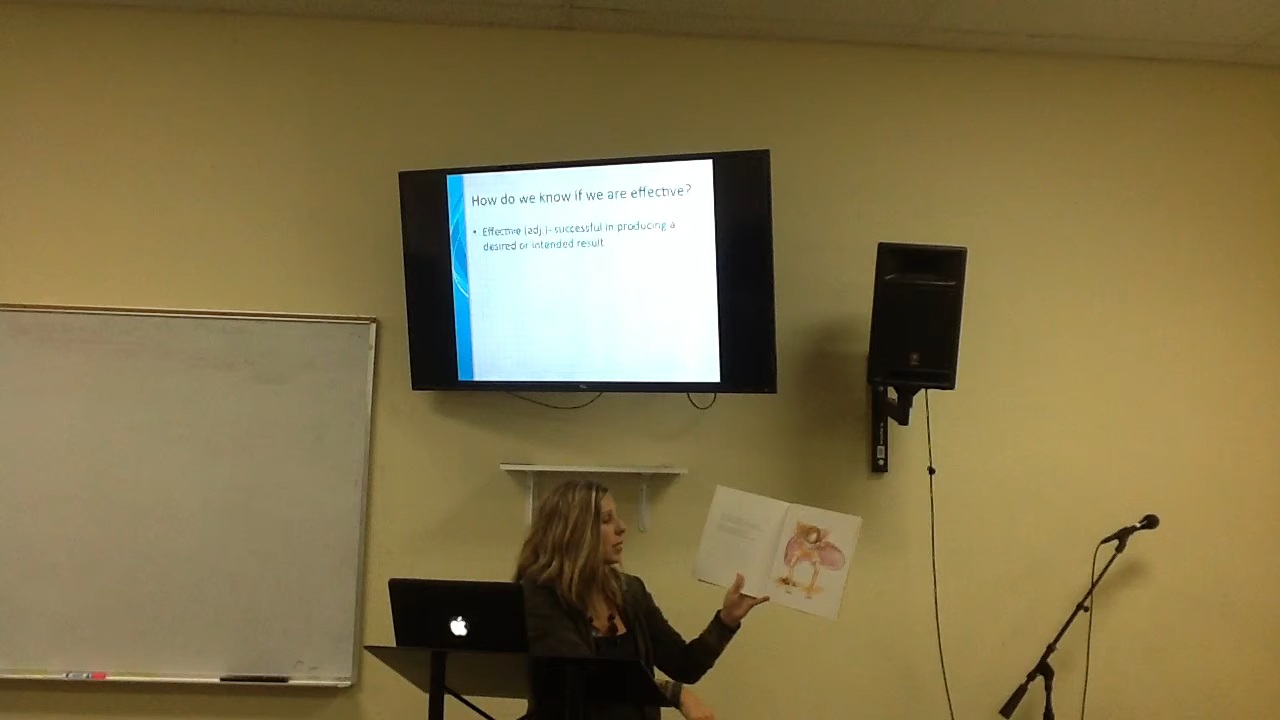 How do we know if we are effective?
• Effective (adj.)- successful in producing a
desired or intended result